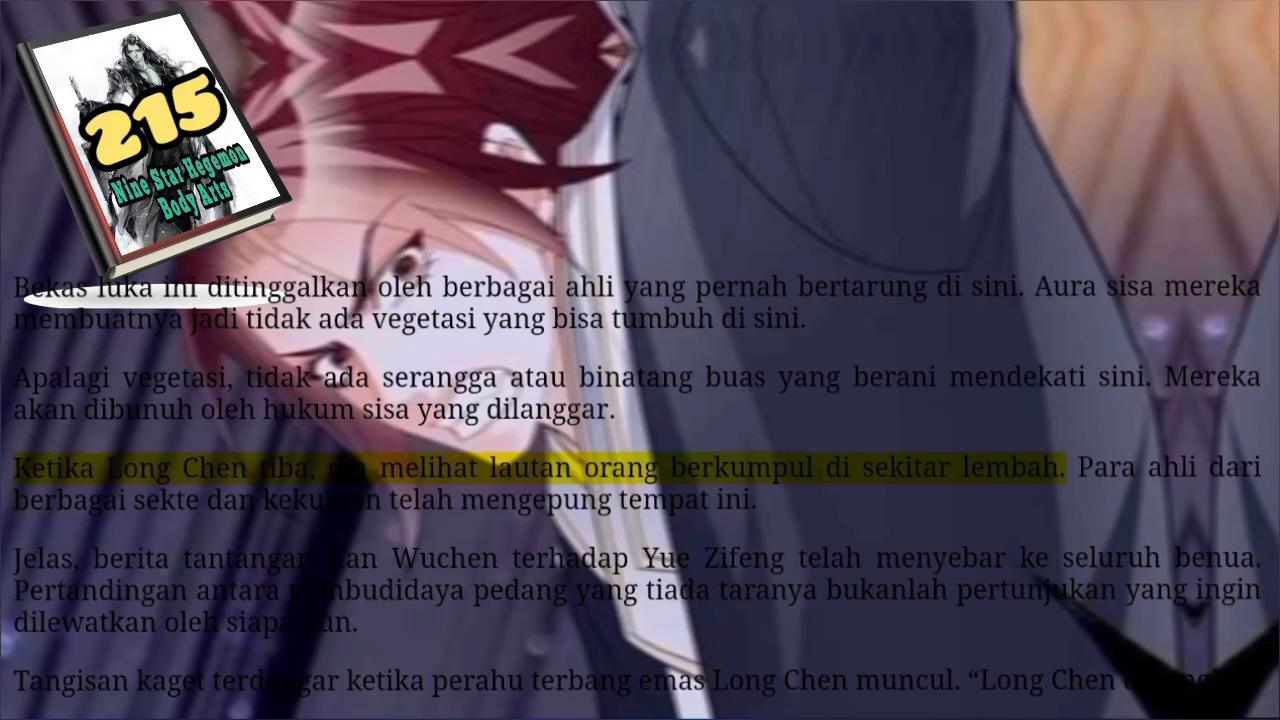 215
Nine Star Hegemon
Body Arts
Bekas luka ini ditinggalkan oleh berbagai ahli yang pernah bertarung di sini. Aura sisa mereka
membuatnya jadi tidak ada vegetasi yang bisa tumbuh di sini.
Apalagi vegetasi, tidak ada serangga atau binatang buas yang berani mendekati sini. Mereka
akan dibunuh oleh hukum sisa yang dilanggar.
Ketika Long Chen tiba, dia melihat lautan orang berkumpul di sekitar lembah. Para ahli dari
berbagai sekte dan kekuatan telah mengepung tempat ini.
Jelas, berita tantangan Jian Wuchen terhadap Yue Zifeng telah menyebar ke seluruh benua.
Pertandingan antara pembudidaya pedang yang tiada taranya bukanlah pertunjukan yang ingin
dilewatkan oleh siapa pun.
Tangisan kaget terdengar ketika perahu terbang emas Long Chen muncul. “Long Chen